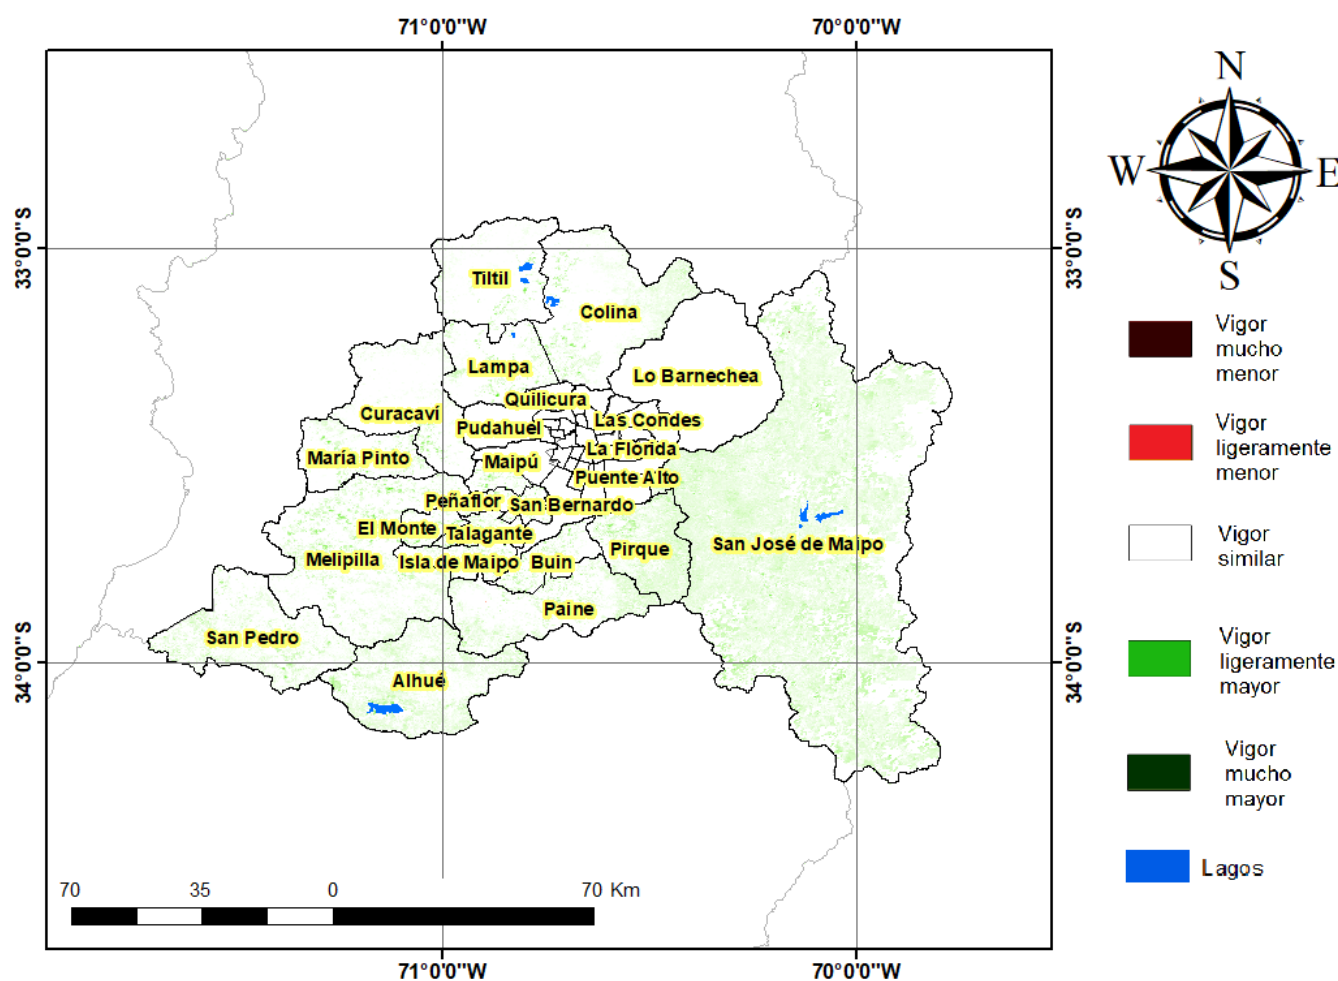 71°0'0"W
70°0'0"W
N
W
E
S
33°0'0"S
33°0'0"S
Tiltil
Colina
Lampa
Lo Barnechea
Quilicura
Curacaví
Las Condes
Pudahuel
La Florida
María Pinto
Maipú
Puente Alto
Peñaflor
San Bernardo
El Monte
Talagante
Pirque
San José de Maipo
Melipilla
Isla de Maipo
Buin
Paine
San Pedro
Alhué
34°0'0"S
34°0'0"S
Vigor
mucho
menor
Vigor
ligeramente
menor
Vigor
similar
Vigor
ligeramente
mayor
Vigor
mucho
mayor
Lagos
70
35
0
70 Km
71°0'0"W
70°0'0"W